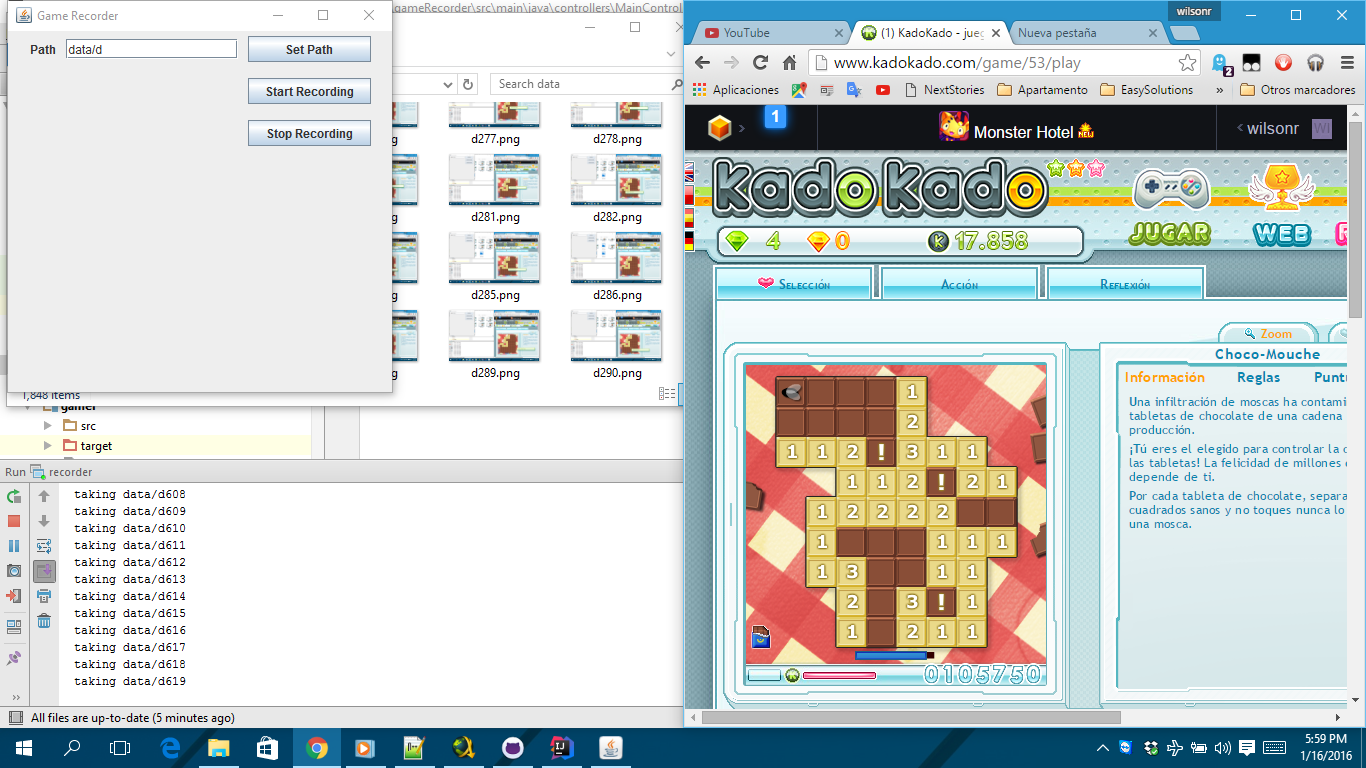 Game Recorder
Path data/d Set Path
Start Recording
Stop Recording
.gameRecorder\src\main\java\controllers\MainControl
Search data
d277.png d278.png
d281.png d282.png
d285.png d286.png
d289.png d290.png
1,848 items
gamer
src
target
Run recorder
taking data/d608
taking data/d609
taking data/d610
taking data/d611
taking data/d612
taking data/d613
taking data/d614
taking data/d615
taking data/d616
taking data/d617
taking data/d618
taking data/d619
All files are up-to-date (5 minutes ago)
wilsonr
YouTube (1) KadoKado - jueg Nueva pestaña
www.kadokado.com/game/53/play
2
Aplicaciones NextStories Apartamento EasySolutions » Otros marcadores
1 Monster Hotel NEW wilsonr WI
KadoKado
4 0 K 17.858
JUGAR WEB
Selección Acción Reflexión
Zoom
Choco-Mouche
Información Reglas Puntu
Una infiltración de moscas ha contami
tabletas de chocolate de una cadena
producción.
¡Tú eres el elegido para controlar la c
las tabletas! La felicidad de millones
depende de ti.
Por cada tableta de chocolate, separa
cuadrados sanos y no toques nunca lo
una mosca.
1
2
1 1 2 ! 3 1 1
1 1 2 ! 2 1
1 2 2 2 2
1 1 1 1
1 3 1 1
2 3 ! 1
1 2 1 1
0105750
5:59 PM
1/16/2016